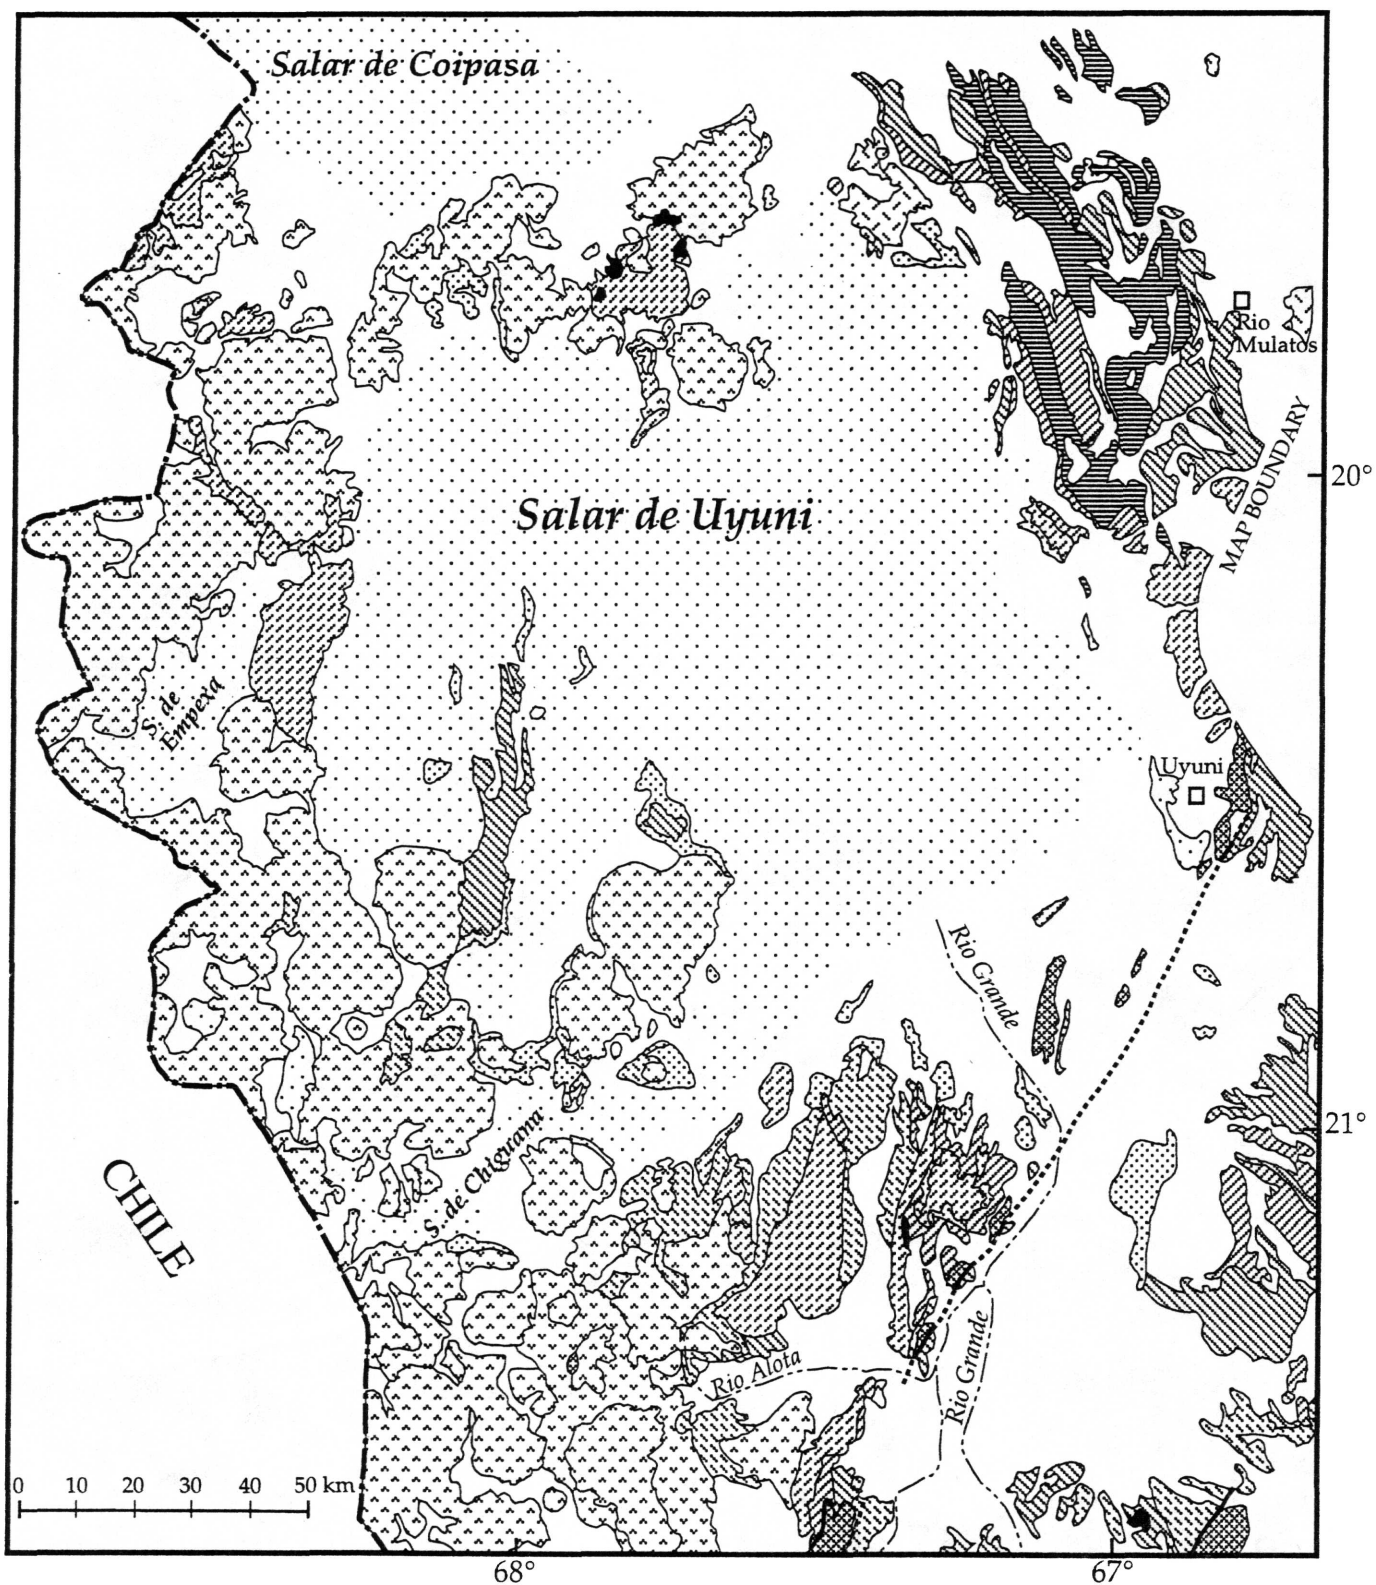 Salar de Coipasa
Rio
Mulatos
MAP BOUNDARY
20°
Salar de Uyuni
S. de
Empexa
Uyuni
Rio Grande
21°
S. de Chiguana
CHILE
Rio Alota
Rio Grande
0 10 20 30 40 50 km
68° 67°